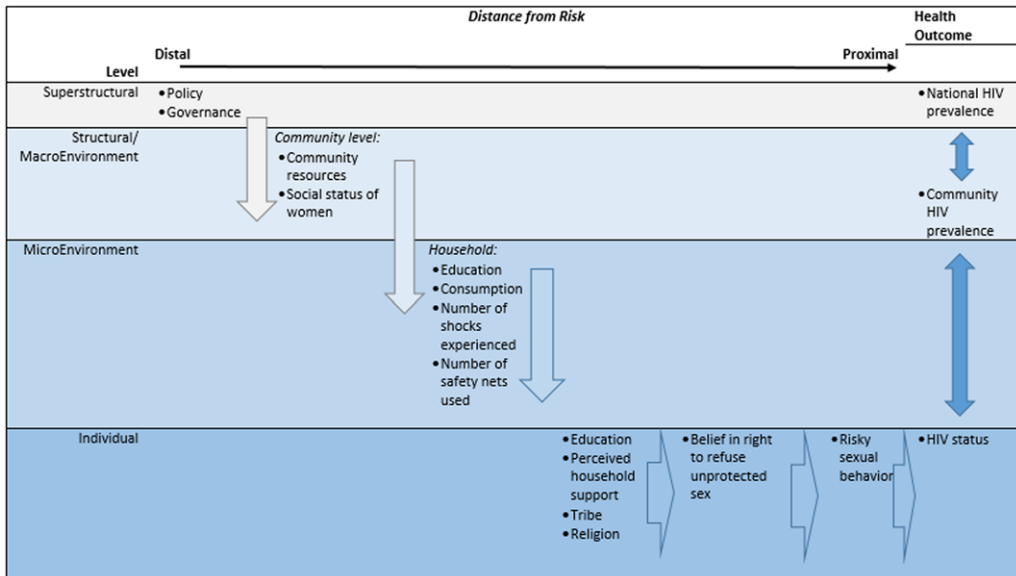 Distance from Risk
Health
Outcome
Distal
Proximal
Level
Superstructural
• Policy
• Governance
• National HIV
prevalence
Structural/
MacroEnvironment
Community level:
• Community
resources
• Social status of
women
• Community
HIV
prevalence
MicroEnvironment
Household:
• Education
• Consumption
• Number of
shocks
experienced
• Number of
safety nets
used
Individual
• Education
• Perceived
household
support
• Tribe
• Religion
• Belief in right
to refuse
unprotected
sex
• Risky
sexual
behavior
• HIV status